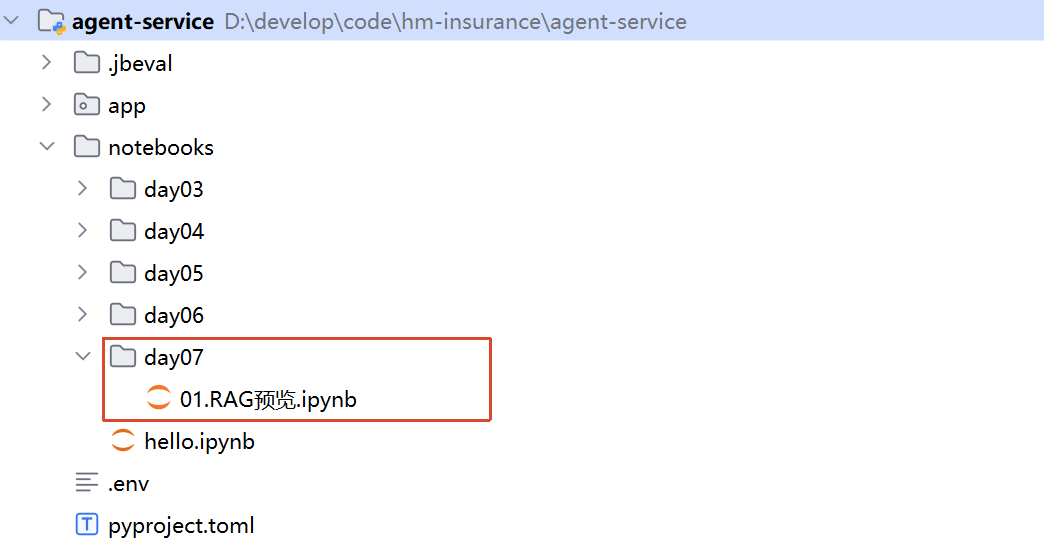 agent-service D:\develop\code\hm-insurance\agent-service
.jbeval
app
notebooks
day03
day04
day05
day06
day07
01.RAG预览.ipynb
hello.ipynb
.env
T pyproject.toml